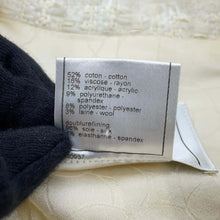 52% coton - cotton
16% viscose - rayon
12% acrylique - acrylic
9% polyurethane -
spandex
8% polyester - polyester
3% laine - wool
doublure/lining
soie - silk
elasthanne - spandex